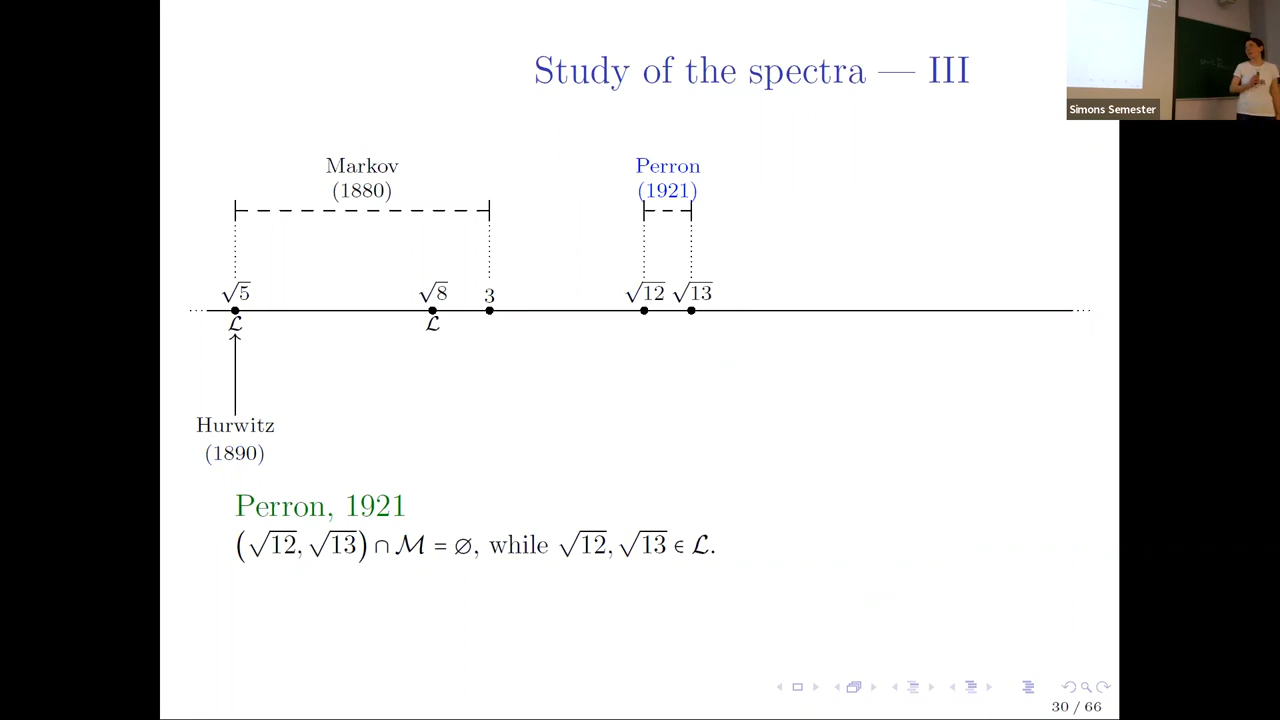 Study of the spectra — III
Simons Semester
Markov
(1880)
Perron
(1921)
√5
√8
3
√12
√13
ℒ
ℒ
Hurwitz
(1890)
Perron, 1921
(√12, √13) ∩ ℳ = ∅, while √12, √13 ∈ ℒ.
30 / 66